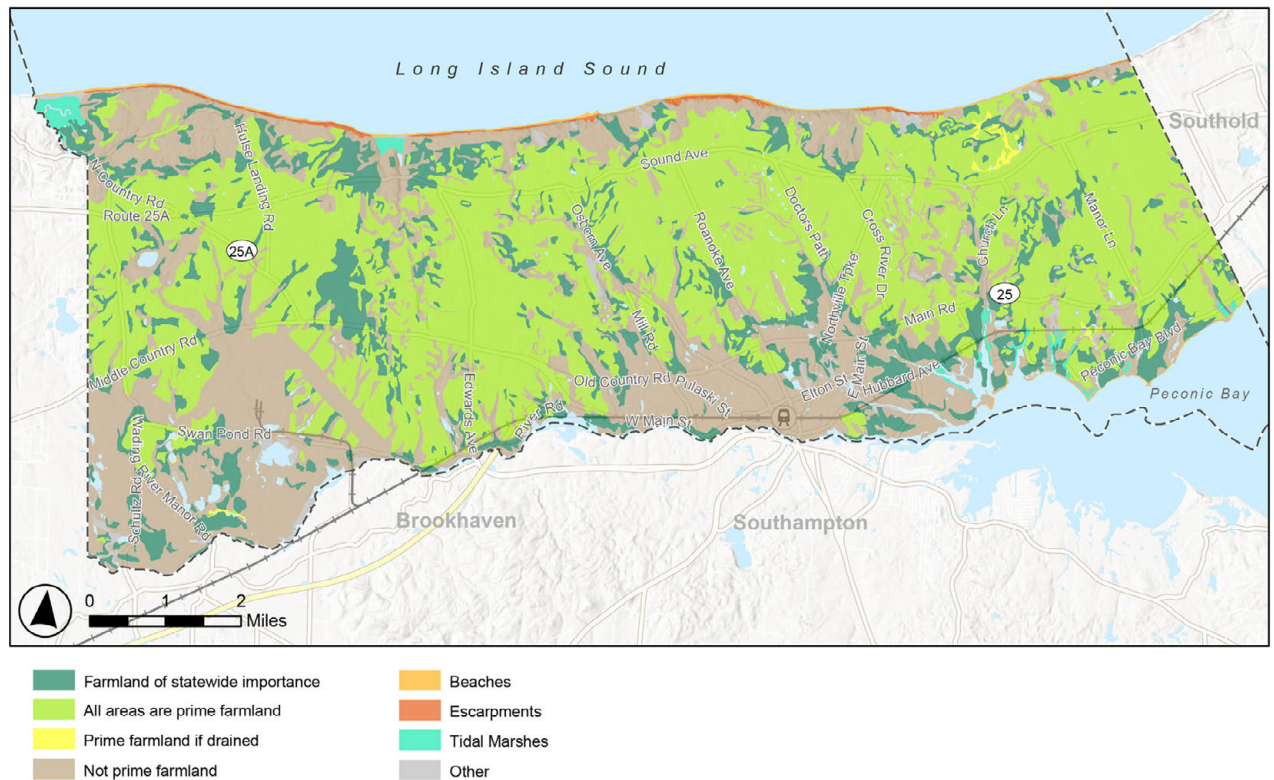 Long Island Sound
Southold
N Country Rd
Route 25A
Hulse Landing Rd
25A
Sound Ave
Osborn Ave
Roanoke Ave
Doctors Path
Cross River Dr
Church Ln
Manor Ln
Northville Tpke
25
Main Rd
Mill Rd
Middle Country Rd
Peconic Bay Blvd
Peconic Bay
Old Country Rd
Pulaski St
Elton St
E Main St
Hubbard Ave
Edwards Ave
River Rd
W Main St
Swan Pond Rd
Wading River Manor Rd
Schultz Rd
Brookhaven
Southampton
0 1 2
Miles
Farmland of statewide importance
All areas are prime farmland
Prime farmland if drained
Not prime farmland
Beaches
Escarpments
Tidal Marshes
Other